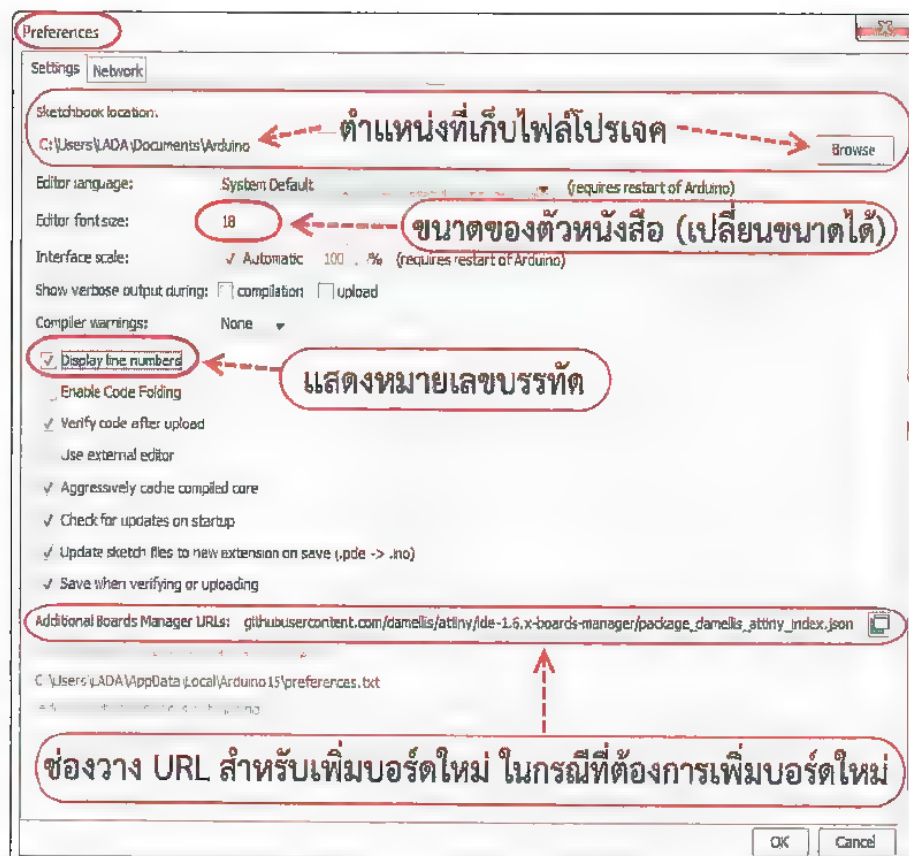 Preferences
Settings Network
Sketchbook location:
C:\Users\LADA\Documents\Arduino ตำแหน่งที่เก็บไฟล์โปรเจค Browse
Editor language: System Default (requires restart of Arduino)
Editor font size: 18 ขนาดของตัวหนังสือ (เปลี่ยนขนาดได้)
Interface scale: ✓ Automatic 100 % (requires restart of Arduino)
Show verbose output during: compilation upload
Compiler warnings: None
✓ Display line numbers แสดงหมายเลขบรรทัด
Enable Code Folding
✓ Verify code after upload
Use external editor
✓ Aggressively cache compiled core
✓ Check for updates on startup
✓ Update sketch files to new extension on save (.pde -> .ino)
✓ Save when verifying or uploading
Additional Boards Manager URLs: githubusercontent.com/damellis/attiny/ide-1.6.x-boards-manager/package_damellis_attiny_index.json
C:\Users\LADA\AppData\Local\Arduino15\preferences.txt
ช่องวาง URL สำหรับเพิ่มบอร์ดใหม่ ในกรณีที่ต้องการเพิ่มบอร์ดใหม่
OK Cancel